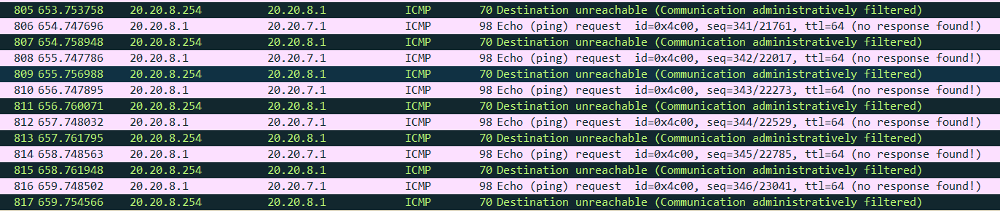 805 653.753758 20.20.8.254 20.20.8.1 ICMP 70 Destination unreachable (Communication administratively filtered)
806 654.747696 20.20.8.1 20.20.7.1 ICMP 98 Echo (ping) request id=0x4c00, seq=341/21761, ttl=64 (no response found!)
807 654.758948 20.20.8.254 20.20.8.1 ICMP 70 Destination unreachable (Communication administratively filtered)
808 655.747786 20.20.8.1 20.20.7.1 ICMP 98 Echo (ping) request id=0x4c00, seq=342/22017, ttl=64 (no response found!)
809 655.756988 20.20.8.254 20.20.8.1 ICMP 70 Destination unreachable (Communication administratively filtered)
810 656.747895 20.20.8.1 20.20.7.1 ICMP 98 Echo (ping) request id=0x4c00, seq=343/22273, ttl=64 (no response found!)
811 656.760071 20.20.8.254 20.20.8.1 ICMP 70 Destination unreachable (Communication administratively filtered)
812 657.748032 20.20.8.1 20.20.7.1 ICMP 98 Echo (ping) request id=0x4c00, seq=344/22529, ttl=64 (no response found!)
813 657.761795 20.20.8.254 20.20.8.1 ICMP 70 Destination unreachable (Communication administratively filtered)
814 658.748563 20.20.8.1 20.20.7.1 ICMP 98 Echo (ping) request id=0x4c00, seq=345/22785, ttl=64 (no response found!)
815 658.761948 20.20.8.254 20.20.8.1 ICMP 70 Destination unreachable (Communication administratively filtered)
816 659.748502 20.20.8.1 20.20.7.1 ICMP 98 Echo (ping) request id=0x4c00, seq=346/23041, ttl=64 (no response found!)
817 659.754566 20.20.8.254 20.20.8.1 ICMP 70 Destination unreachable (Communication administratively filtered)